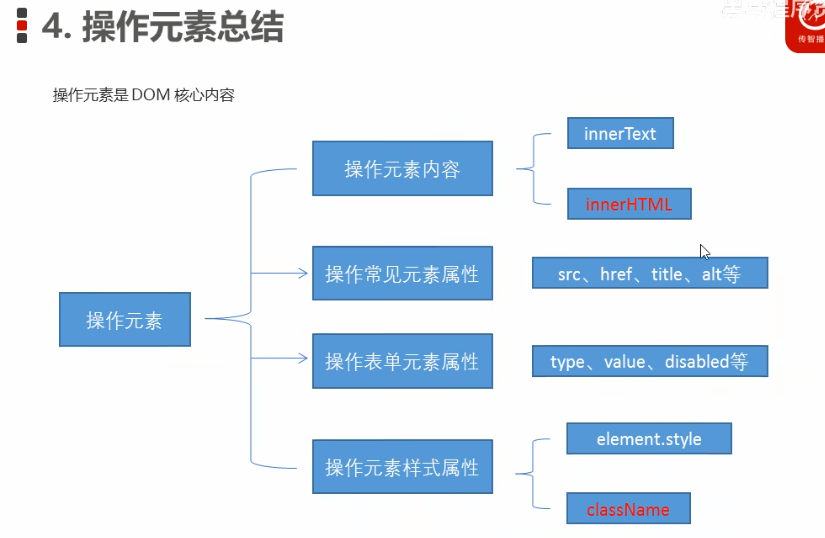 4. 操作元素总结
传智播
操作元素是 DOM 核心内容
操作元素
操作元素内容
innerText
innerHTML
操作常见元素属性
src、href、title、alt等
操作表单元素属性
type、value、disabled等
操作元素样式属性
element.style
className